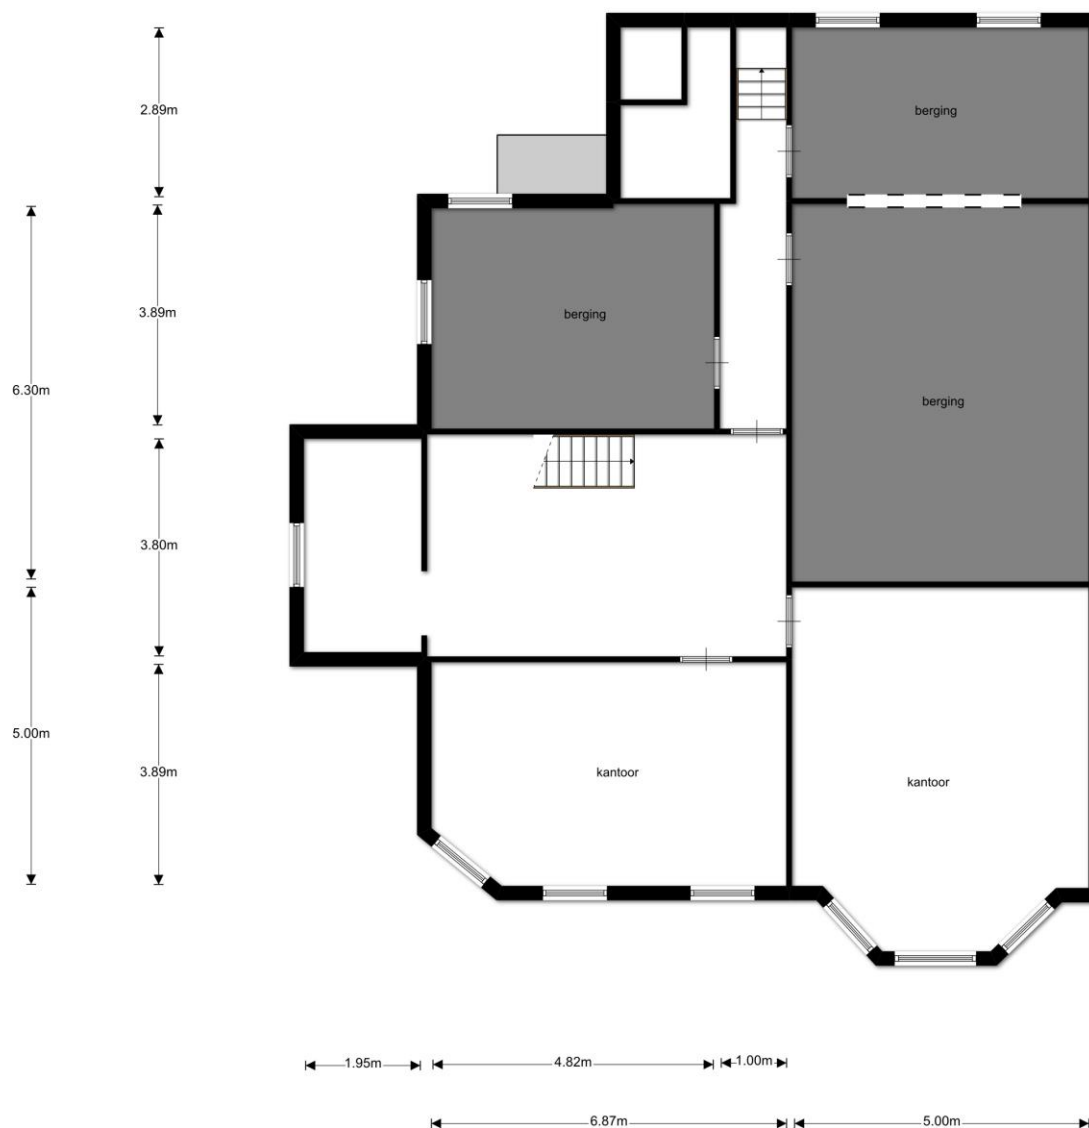 2.89m
berging
3.89m
berging
6.30m
berging
3.80m
5.00m
3.89m
kantoor
kantoor
1.95m
4.82m
1.00m
6.87m
5.00m